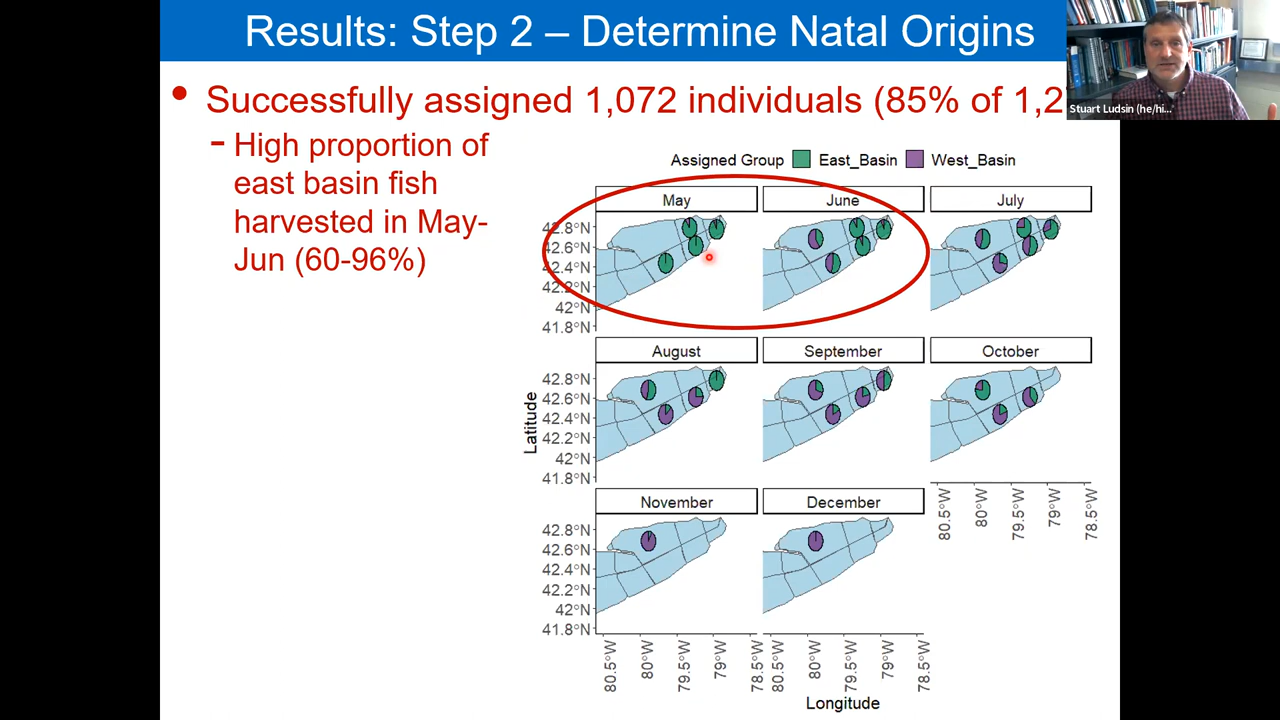 Results: Step 2 – Determine Natal Origins
Stuart Ludsin (he/hi...
• Successfully assigned 1,072 individuals (85% of 1,2
- High proportion of
east basin fish
harvested in May-
Jun (60-96%)
Assigned Group East_Basin West_Basin
May June July
42.8°N
42.6°N
42.4°N
42.2°N
42°N
41.8°N
August September October
42.8°N
42.6°N
42.4°N
42.2°N
42°N
41.8°N
Latitude
November December
80.5°W 80°W 79.5°W 79°W 78.5°W
42.8°N
42.6°N
42.4°N
42.2°N
42°N
41.8°N
80.5°W 80°W 79.5°W 79°W 78.5°W 80.5°W 80°W 79.5°W 79°W 78.5°W
Longitude